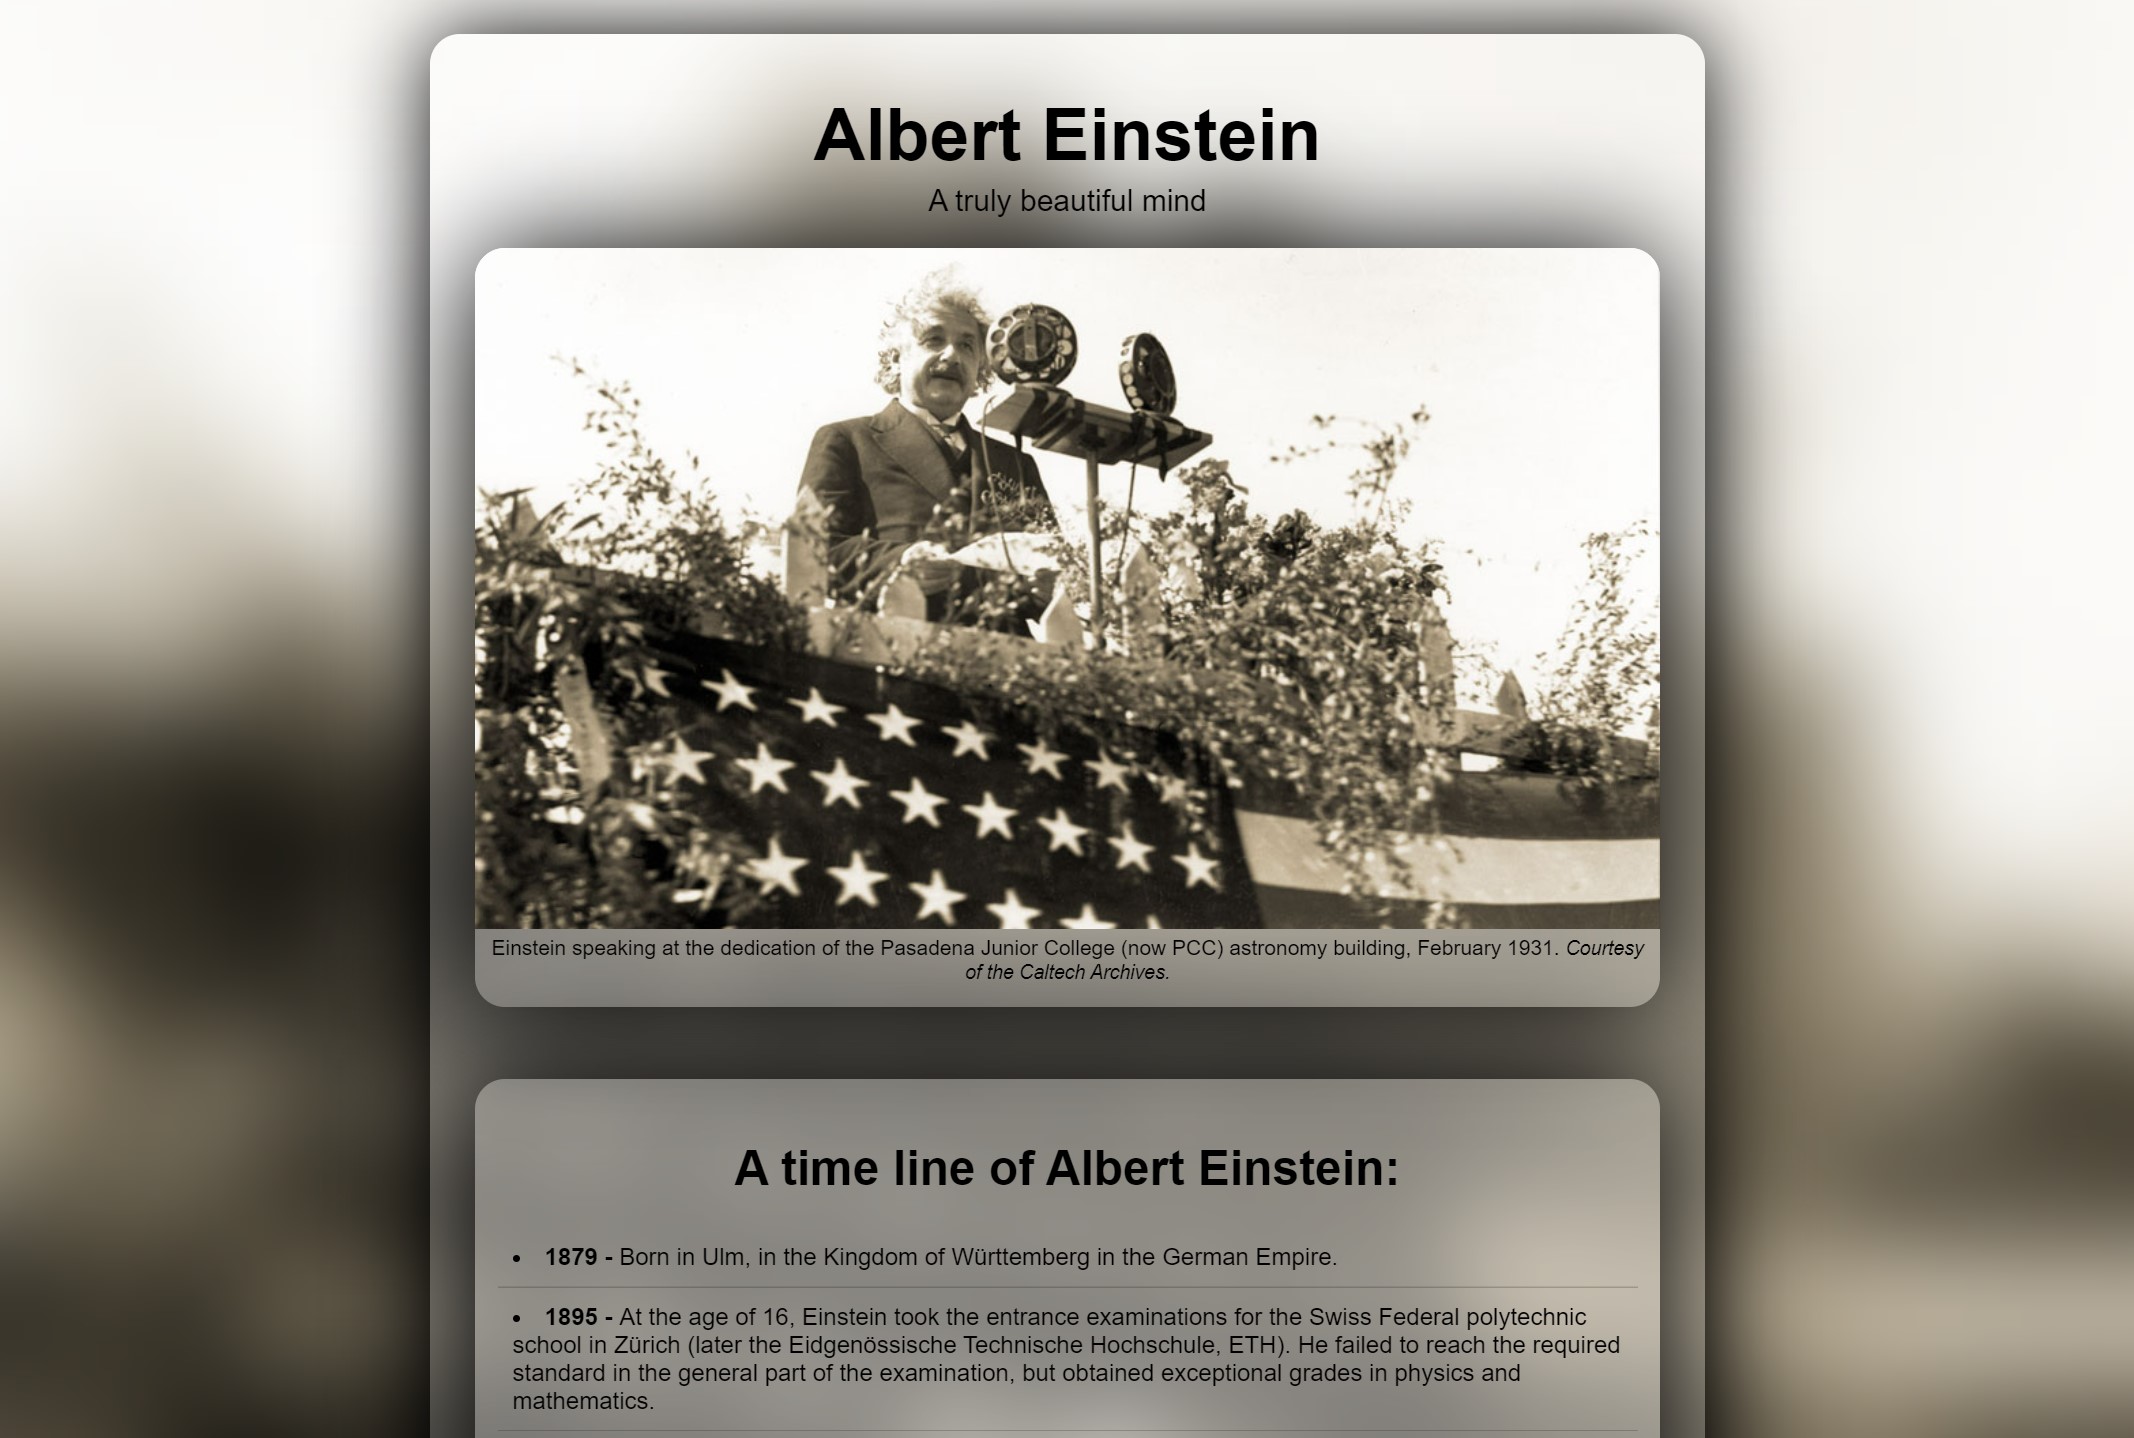 Albert Einstein
A truly beautiful mind
Einstein speaking at the dedication of the Pasadena Junior College (now PCC) astronomy building, February 1931. Courtesy
of the Caltech Archives.
A time line of Albert Einstein:
• 1879 - Born in Ulm, in the Kingdom of Württemberg in the German Empire.
• 1895 - At the age of 16, Einstein took the entrance examinations for the Swiss Federal polytechnic
school in Zürich (later the Eidgenössische Technische Hochschule, ETH). He failed to reach the required
standard in the general part of the examination, but obtained exceptional grades in physics and
mathematics.